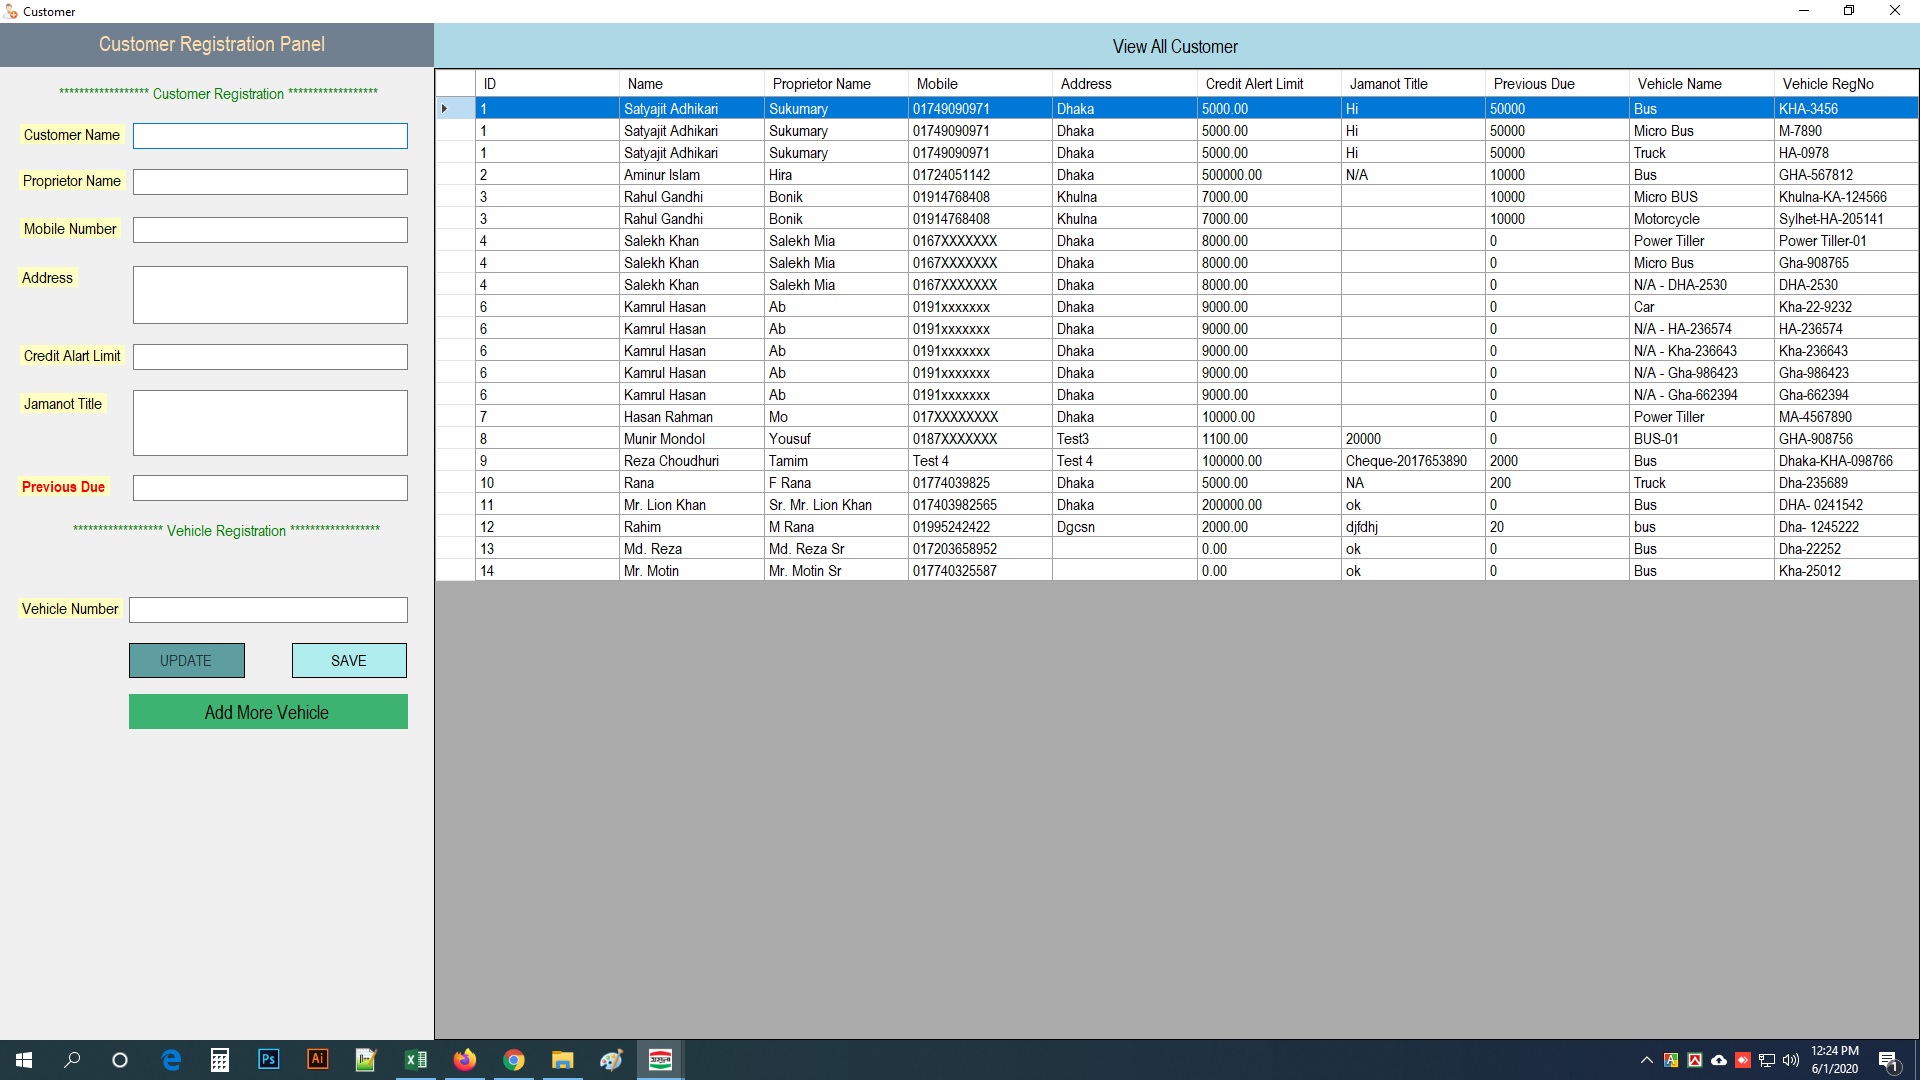 Customer
Customer Registration Panel
View All Customer
****************** Customer Registration ******************
Customer Name
Proprietor Name
Mobile Number
Address
Credit Alart Limit
Jamanot Title
Previous Due
****************** Vehicle Registration ******************
Vehicle Number
UPDATE SAVE
Add More Vehicle
ID Name Proprietor Name Mobile Address Credit Alert Limit Jamanot Title Previous Due Vehicle Name Vehicle RegNo
1 Satyajit Adhikari Sukumary 01749090971 Dhaka 5000.00 Hi 50000 Bus KHA-3456
1 Satyajit Adhikari Sukumary 01749090971 Dhaka 5000.00 Hi 50000 Micro Bus M-7890
1 Satyajit Adhikari Sukumary 01749090971 Dhaka 5000.00 Hi 50000 Truck HA-0978
2 Aminur Islam Hira 01724051142 Dhaka 500000.00 N/A 10000 Bus GHA-567812
3 Rahul Gandhi Bonik 01914768408 Khulna 7000.00 10000 Micro BUS Khulna-KA-124566
3 Rahul Gandhi Bonik 01914768408 Khulna 7000.00 10000 Motorcycle Sylhet-HA-205141
4 Salekh Khan Salekh Mia 0167XXXXXXX Dhaka 8000.00 0 Power Tiller Power Tiller-01
4 Salekh Khan Salekh Mia 0167XXXXXXX Dhaka 8000.00 0 Micro Bus Gha-908765
4 Salekh Khan Salekh Mia 0167XXXXXXX Dhaka 8000.00 0 N/A - DHA-2530 DHA-2530
6 Kamrul Hasan Ab 0191xxxxxxx Dhaka 9000.00 0 Car Kha-22-9232
6 Kamrul Hasan Ab 0191xxxxxxx Dhaka 9000.00 0 N/A - HA-236574 HA-236574
6 Kamrul Hasan Ab 0191xxxxxxx Dhaka 9000.00 0 N/A - Kha-236643 Kha-236643
6 Kamrul Hasan Ab 0191xxxxxxx Dhaka 9000.00 0 N/A - Gha-986423 Gha-986423
6 Kamrul Hasan Ab 0191xxxxxxx Dhaka 9000.00 0 N/A - Gha-662394 Gha-662394
7 Hasan Rahman Mo 017XXXXXXXX Dhaka 10000.00 0 Power Tiller MA-4567890
8 Munir Mondol Yousuf 0187XXXXXXX Test3 1100.00 20000 0 BUS-01 GHA-908756
9 Reza Choudhuri Tamim Test 4 Test 4 100000.00 Cheque-2017653890 2000 Bus Dhaka-KHA-098766
10 Rana F Rana 01774039825 Dhaka 5000.00 NA 200 Truck Dha-235689
11 Mr. Lion Khan Sr. Mr. Lion Khan 017403982565 Dhaka 200000.00 ok 0 Bus DHA- 0241542
12 Rahim M Rana 01995242422 Dgcsn 2000.00 djfdhj 20 bus Dha- 1245222
13 Md. Reza Md. Reza Sr 017203658952 0.00 ok 0 Bus Dha-22252
14 Mr. Motin Mr. Motin Sr 017740325587 0.00 ok 0 Bus Kha-25012
Ps Ai
12:24 PM
6/1/2020
1